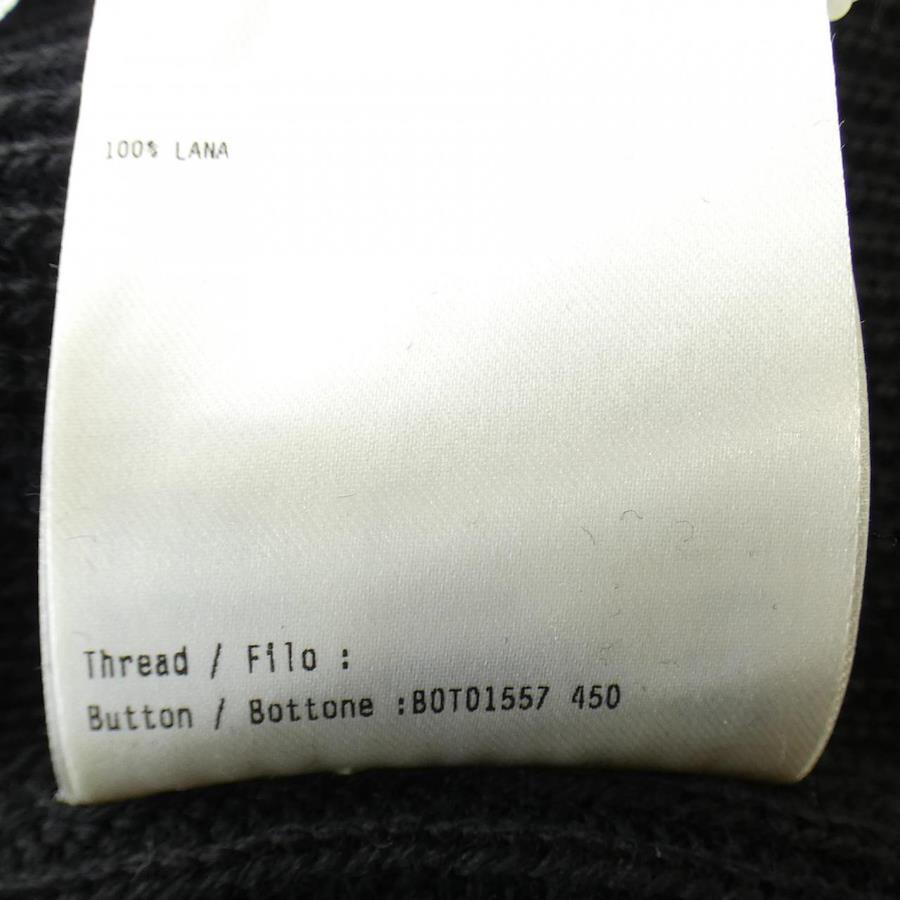 100% LANA
Thread / Filo :
Button / Bottone :BOT01557 450